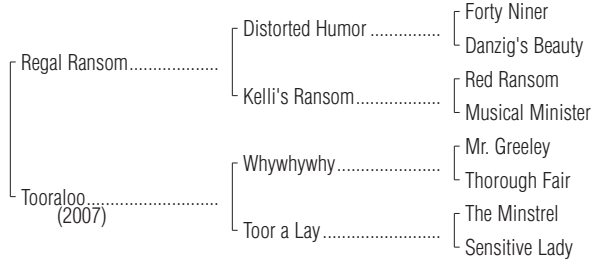 Forty Niner
Distorted Humor ...............
Danzig's Beauty
Regal Ransom...................
Red Ransom
Kelli's Ransom..................
Musical Minister
Mr. Greeley
Whywhywhy......................
Thorough Fair
Tooraloo............................
(2007)
The Minstrel
Toor a Lay.........................
Sensitive Lady